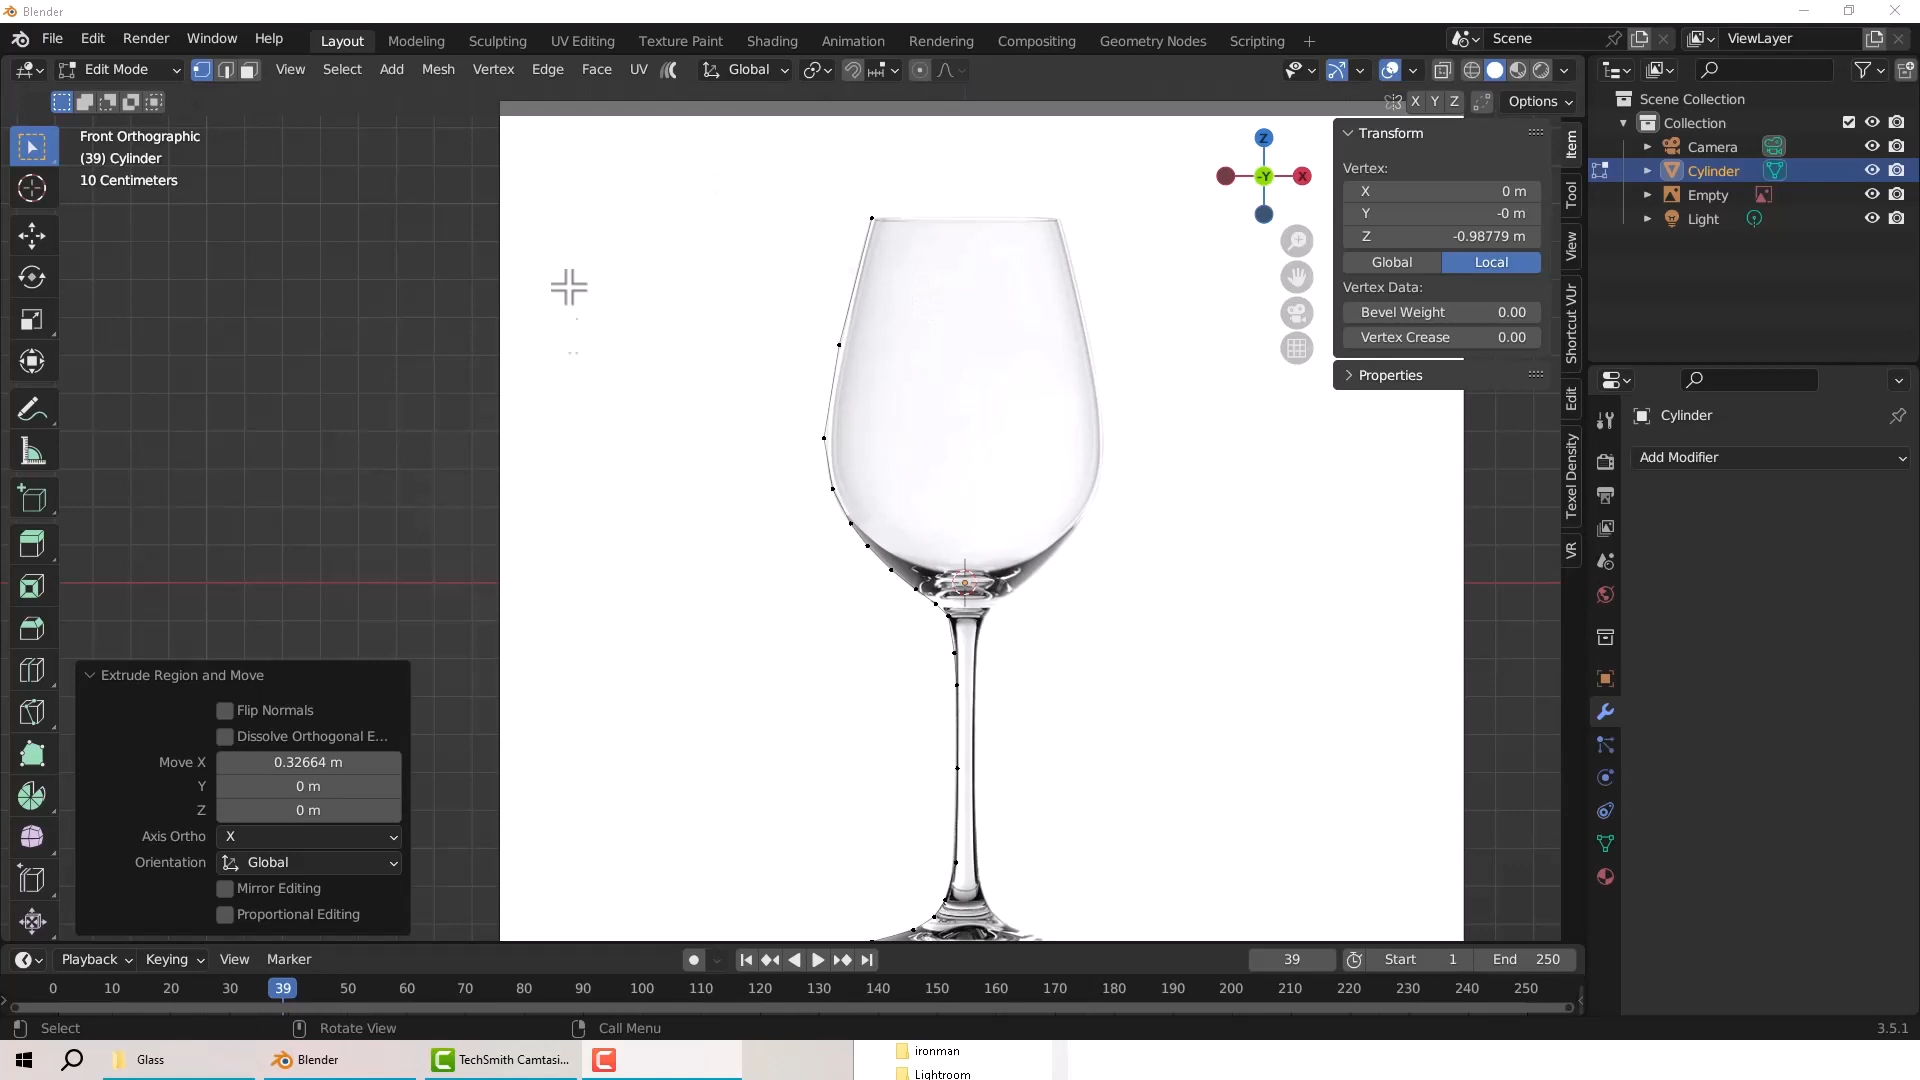 Blender
File Edit Render Window Help
Layout Modeling Sculpting UV Editing Texture Paint Shading Animation Rendering Compositing Geometry Nodes Scripting +
Scene
ViewLayer
Edit Mode
View Select Add Mesh Vertex Edge Face UV
Global
X Y Z
Options
Front Orthographic
(39) Cylinder
10 Centimeters
Z
-Y
X
Transform
Vertex:
X 0 m
Y -0 m
Z -0.98779 m
Global Local
Vertex Data:
Bevel Weight 0.00
Vertex Crease 0.00
Properties
Item
Tool
View
Shortcut VUr
Edit
Texel Density
VR
Scene Collection
Collection
Camera
Cylinder
Empty
Light
Cylinder
Add Modifier
Extrude Region and Move
Flip Normals
Dissolve Orthogonal E...
Move X 0.32664 m
Y 0 m
Z 0 m
Axis Ortho X
Orientation Global
Mirror Editing
Proportional Editing
Playback Keying View Marker
39
Start 1
End 250
0 10 20 30 39 50 60 70 80 90 100 110 120 130 140 150 160 170 180 190 200 210 220 230 240 250
Select Rotate View Call Menu
3.5.1
Glass
Blender
TechSmith Camtasi...
ironman
Lightroom